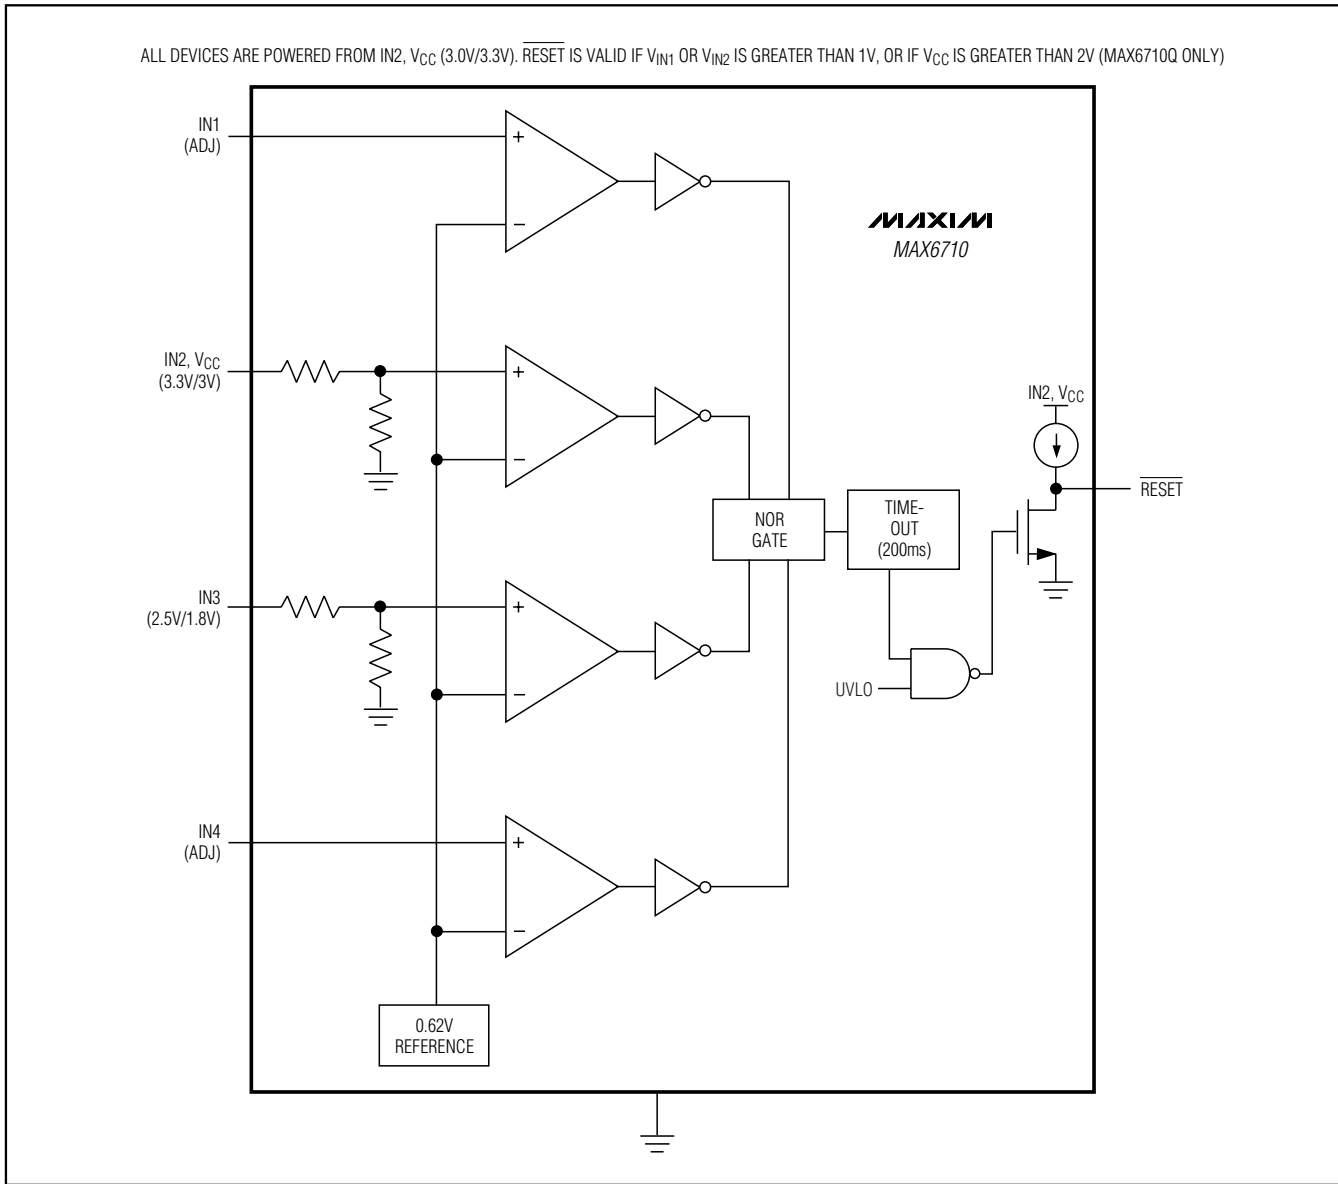 ALL DEVICES ARE POWERED FROM IN2, VCC (3.0V/3.3V). RESET IS VALID IF VIN1 OR VIN2 IS GREATER THAN 1V, OR IF VCC IS GREATER THAN 2V (MAX6710Q ONLY)
IN1
(ADJ)
+
−
MAXIM
MAX6710
IN2, VCC
(3.3V/3V)
+
−
IN2, VCC
RESET
NOR
GATE
TIME-
OUT
(200ms)
IN3
(2.5V/1.8V)
+
−
UVLO
IN4
(ADJ)
+
−
0.62V
REFERENCE